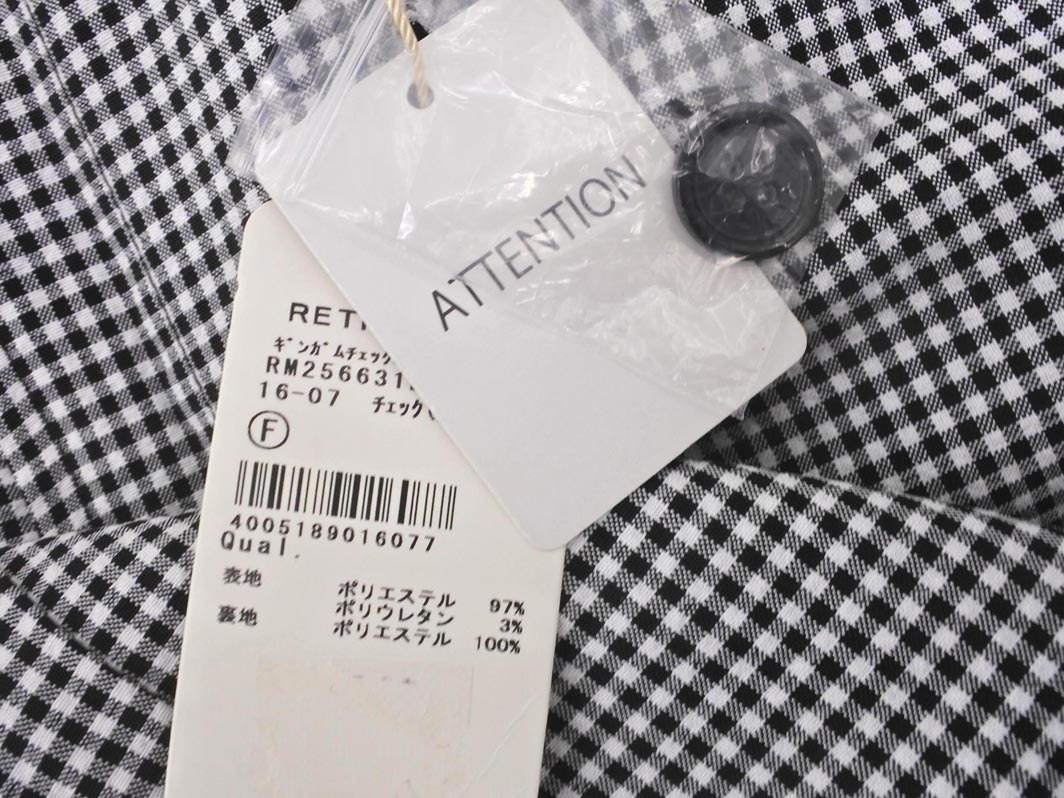 ATTENTION
ｷﾞﾝｶﾞﾑﾁｪｯｸ
RM256631
16-07 ﾁｪｯｸ(
F
4005189016077
Qual.
表地 ポリエステル 97%
ポリウレタン 3%
裏地 ポリエステル 100%